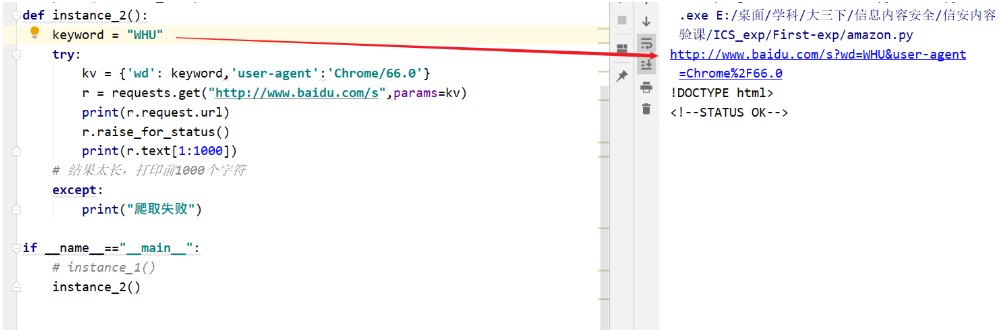 def instance_2():
keyword = "WHU"
try:
kv = {'wd': keyword,'user-agent':'Chrome/66.0'}
r = requests.get("http://www.baidu.com/s",params=kv)
print(r.request.url)
r.raise_for_status()
print(r.text[1:1000])
# 结果太长，打印前1000个字符
except:
print("爬取失败")
if __name__=="__main__":
# instance_1()
instance_2()
.exe E:/桌面/学科/大三下/信息内容安全/信安内容
验课/ICS_exp/First-exp/amazon.py
http://www.baidu.com/s?wd=WHU&user-agent
=Chrome%2F66.0
!DOCTYPE html>
<!--STATUS OK-->